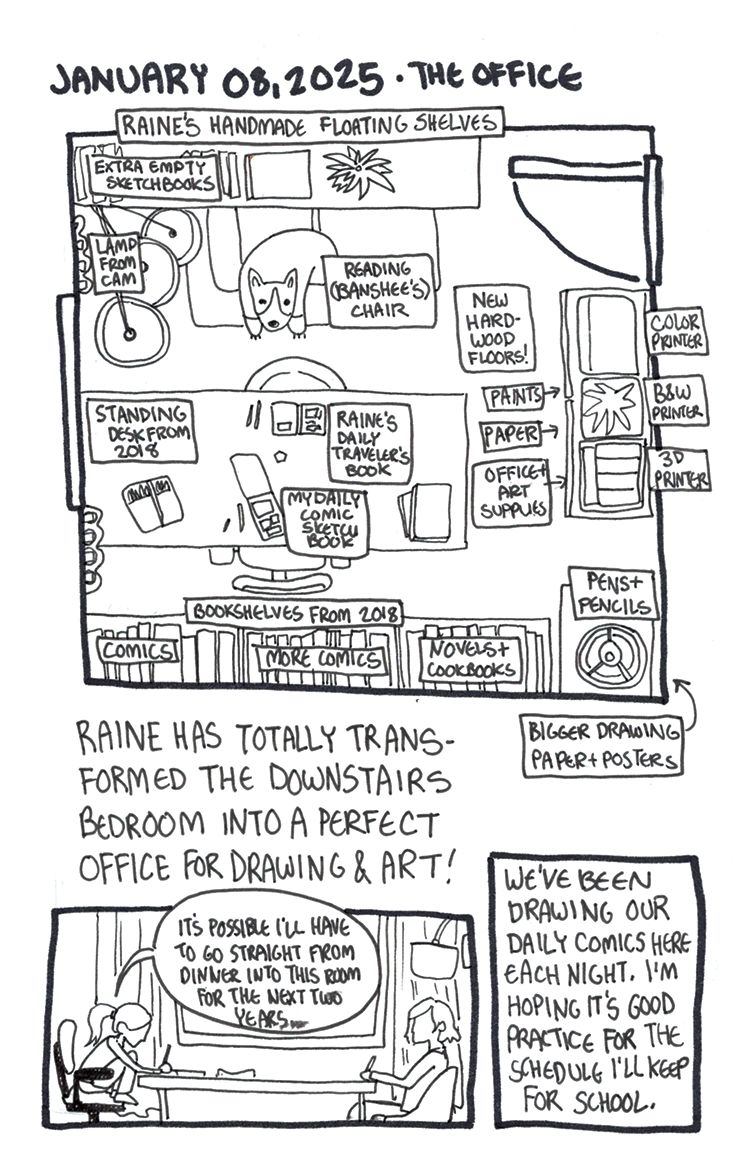 JANUARY 08, 2025 · THE OFFICE
RAINE'S HANDMADE FLOATING SHELVES
EXTRA EMPTY
SKETCHBOOKS
LAMP
FROM
CAM
READING
(BANSHEE'S)
CHAIR
NEW
HARD-
WOOD
FLOORS!
COLOR
PRINTER
PAINTS
B&W
PRINTER
PAPER
3D
PRINTER
OFFICE+
ART
SUPPLIES
STANDING
DESK FROM
2018
RAINE'S
DAILY
TRAVELER'S
BOOK
MY DAILY
COMIC
SKETCH
BOOK
PENS+
PENCILS
BOOKSHELVES FROM 2018
COMICS
MORE COMICS
NOVELS+
COOKBOOKS
BIGGER DRAWING
PAPER+ POSTERS
RAINE HAS TOTALLY TRANS-
FORMED THE DOWNSTAIRS
BEDROOM INTO A PERFECT
OFFICE FOR DRAWING & ART!
IT'S POSSIBLE I'LL HAVE
TO GO STRAIGHT FROM
DINNER INTO THIS ROOM
FOR THE NEXT TWO
YEARS...
WE'VE BEEN
DRAWING OUR
DAILY COMICS HERE
EACH NIGHT. I'M
HOPING IT'S GOOD
PRACTICE FOR THE
SCHEDULE I'LL KEEP
FOR SCHOOL.